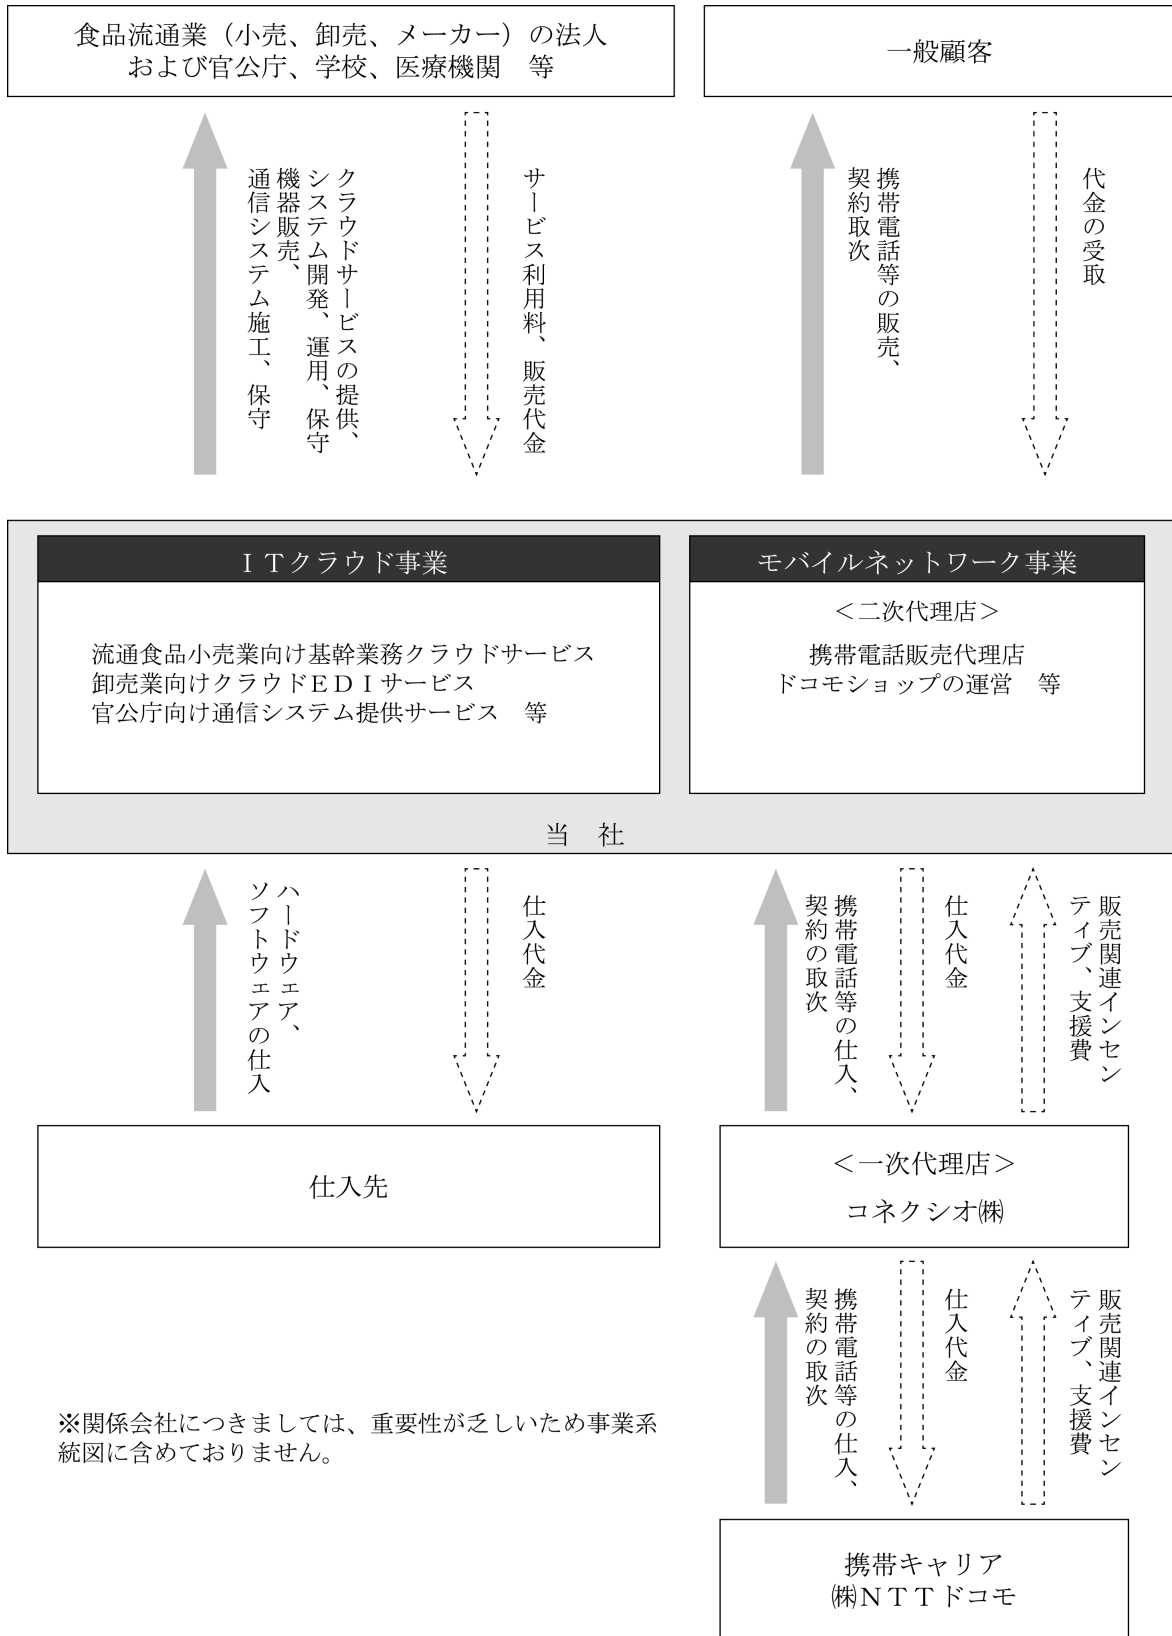 食品流通業（小売、卸売、メーカー）の法人
および官公庁、学校、医療機関　等
一般顧客
クラウドサービスの提供、
システム開発、運用、保守
機器販売、
通信システム施工、保守
サービス利用料、販売代金
携帯電話等の販売、
契約取次
代金の受取
ＩＴクラウド事業
流通食品小売業向け基幹業務クラウドサービス
卸売業向けクラウドＥＤＩサービス
官公庁向け通信システム提供サービス　等
モバイルネットワーク事業
＜二次代理店＞
携帯電話販売代理店
ドコモショップの運営　等
当　社
ハードウェア、
ソフトウェアの仕入
仕入代金
携帯電話等の仕入、
契約の取次
仕入代金
販売関連インセン
ティブ、支援費
仕入先
＜一次代理店＞
コネクシオ㈱
携帯電話等の仕入、
契約の取次
仕入代金
販売関連インセン
ティブ、支援費
※関係会社につきましては、重要性が乏しいため事業系
統図に含めておりません。
携帯キャリア
㈱ＮＴＴドコモ